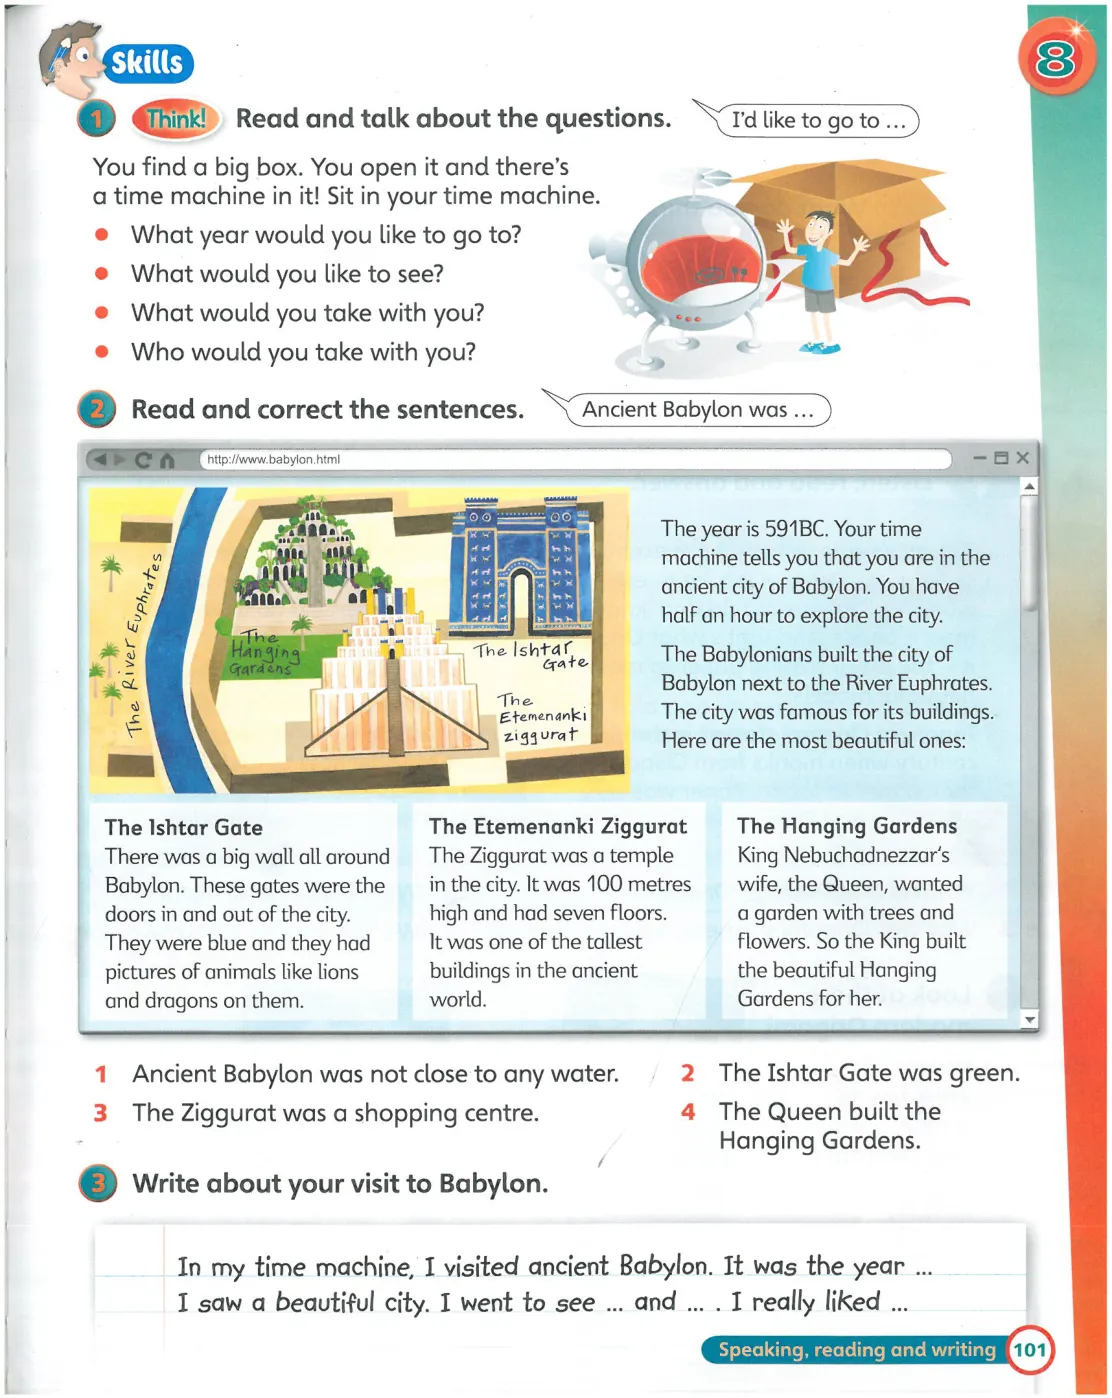 Skills
8
1 Think! Read and talk about the questions.
I'd like to go to ...
You find a big box. You open it and there's
a time machine in it! Sit in your time machine.
• What year would you like to go to?
• What would you like to see?
• What would you take with you?
• Who would you take with you?
2 Read and correct the sentences.
Ancient Babylon was ...
http://www.babylon.html
The River Euphrates
The
Hanging
Gardens
The Ishtar
Gate
The
Etemenanki
ziggurat
The year is 591BC. Your time
machine tells you that you are in the
ancient city of Babylon. You have
half an hour to explore the city.
The Babylonians built the city of
Babylon next to the River Euphrates.
The city was famous for its buildings.
Here are the most beautiful ones:
The Ishtar Gate
There was a big wall all around
Babylon. These gates were the
doors in and out of the city.
They were blue and they had
pictures of animals like lions
and dragons on them.
The Etemenanki Ziggurat
The Ziggurat was a temple
in the city. It was 100 metres
high and had seven floors.
It was one of the tallest
buildings in the ancient
world.
The Hanging Gardens
King Nebuchadnezzar's
wife, the Queen, wanted
a garden with trees and
flowers. So the King built
the beautiful Hanging
Gardens for her.
1 Ancient Babylon was not close to any water.
2 The Ishtar Gate was green.
3 The Ziggurat was a shopping centre.
4 The Queen built the
Hanging Gardens.
3 Write about your visit to Babylon.
In my time machine, I visited ancient Babylon. It was the year ...
I saw a beautiful city. I went to see ... and ... . I really liked ...
Speaking, reading and writing 101